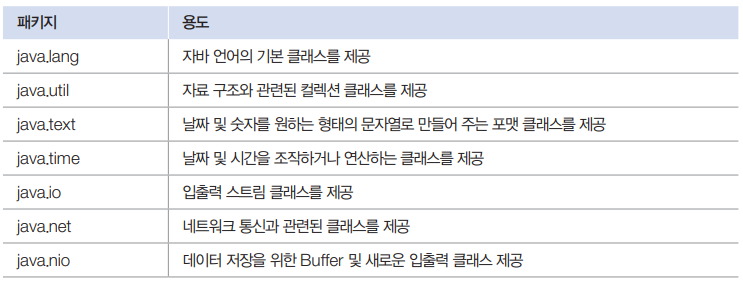 패키지 용도
java.lang 자바 언어의 기본 클래스를 제공
java.util 자료 구조와 관련된 컬렉션 클래스를 제공
java.text 날짜 및 숫자를 원하는 형태의 문자열로 만들어 주는 포맷 클래스를 제공
java.time 날짜 및 시간을 조작하거나 연산하는 클래스를 제공
java.io 입출력 스트림 클래스를 제공
java.net 네트워크 통신과 관련된 클래스를 제공
java.nio 데이터 저장을 위한 Buffer 및 새로운 입출력 클래스 제공